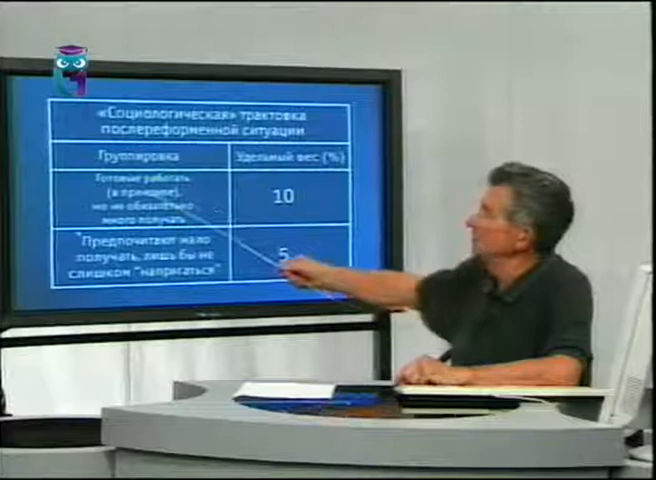 «Социологическая» трактовка
послереформенной ситуации
Группировка
Удельный вес (%)
Готовые работать
(в принципе),
но не обязательно
много получать
10
Предпочитают мало
получать, лишь бы не
слишком "напрягаться"
5